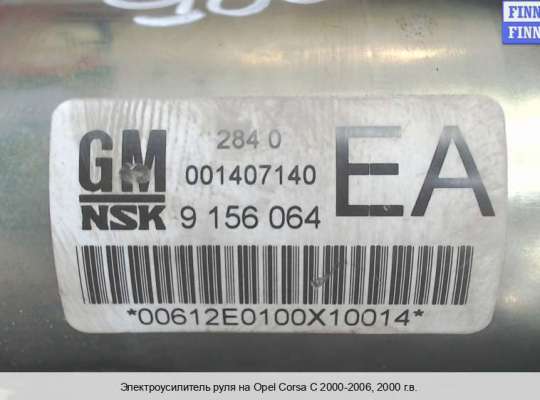 FINN
FINN
GM
284 0
001407140
EA
NSK
9 156 064
*00612E0100X10014*
Электроусилитель руля на Opel Corsa C 2000-2006, 2000 г.в.